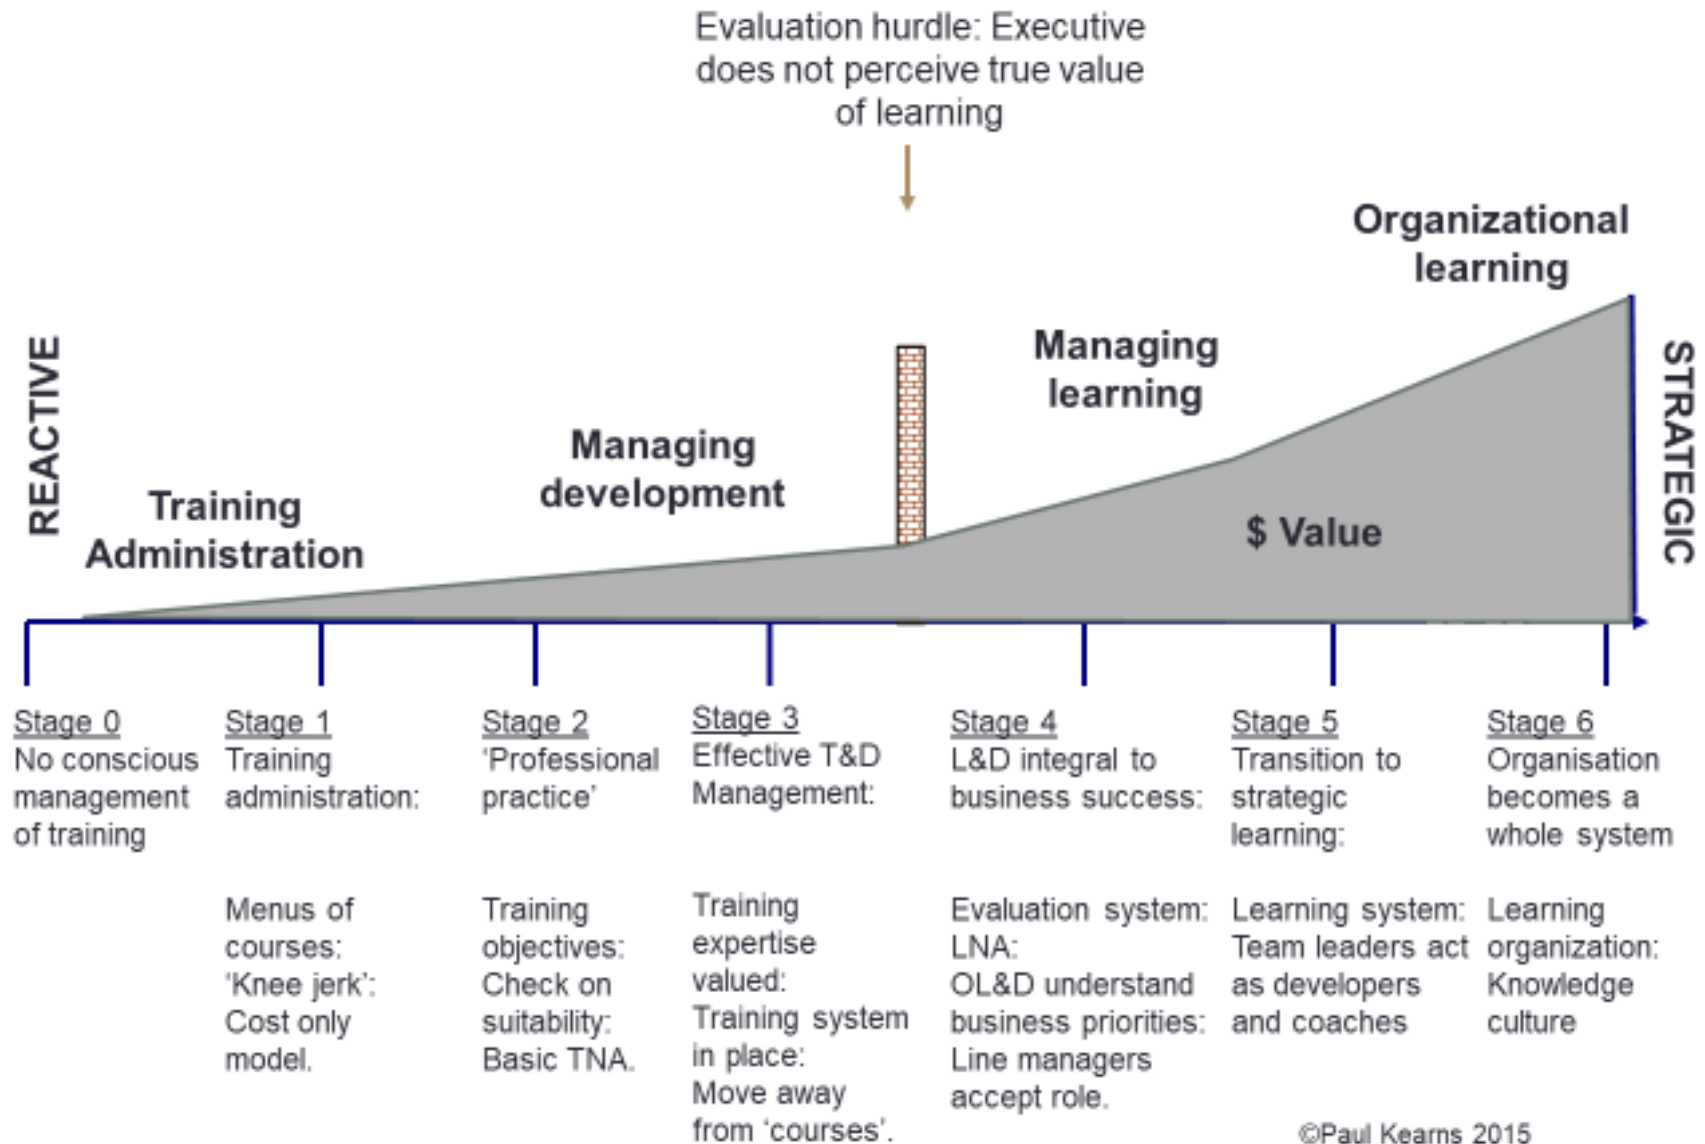 Evaluation hurdle: Executive
does not perceive true value
of learning
Organizational
learning
Managing
learning
Managing
development
Training
Administration
REACTIVE
STRATEGIC
$ Value
Stage 0
No conscious
management
of training
Stage 1
Training
administration:
Menus of
courses:
‘Knee jerk’:
Cost only
model.
Stage 2
‘Professional
practice’
Training
objectives:
Check on
suitability:
Basic TNA.
Stage 3
Effective T&D
Management:
Training
expertise
valued:
Training system
in place:
Move away
from ‘courses’.
Stage 4
L&D integral to
business success:
Evaluation system:
LNA:
OL&D understand
business priorities:
Line managers
accept role.
Stage 5
Transition to
strategic
learning:
Learning system:
Team leaders act
as developers
and coaches
Stage 6
Organisation
becomes a
whole system
Learning
organization:
Knowledge
culture
©Paul Kearns 2015